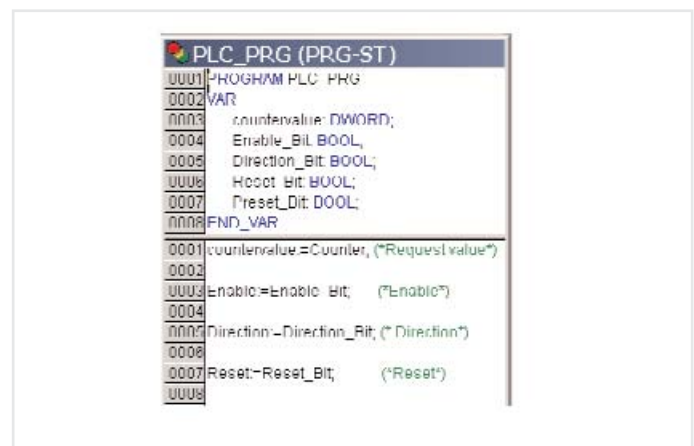 PLC_PRG (PRG-ST)
0001 PROGRAM PLC_PRG
0002 VAR
0003 countervalue: DWORD;
0004 Enable_Bit: BOOL;
0005 Direction_Bit: BOOL;
0006 Reset_Bit: BOOL;
0007 Preset_Bit: BOOL;
0008 END_VAR
0001 countervalue:=Counter; (*Request value*)
0002
0003 Enable:=Enable_Bit; (*Enable*)
0004
0005 Direction:=Direction_Bit; (* Direction*)
0006
0007 Reset:=Reset_Bit; (*Reset*)
0008